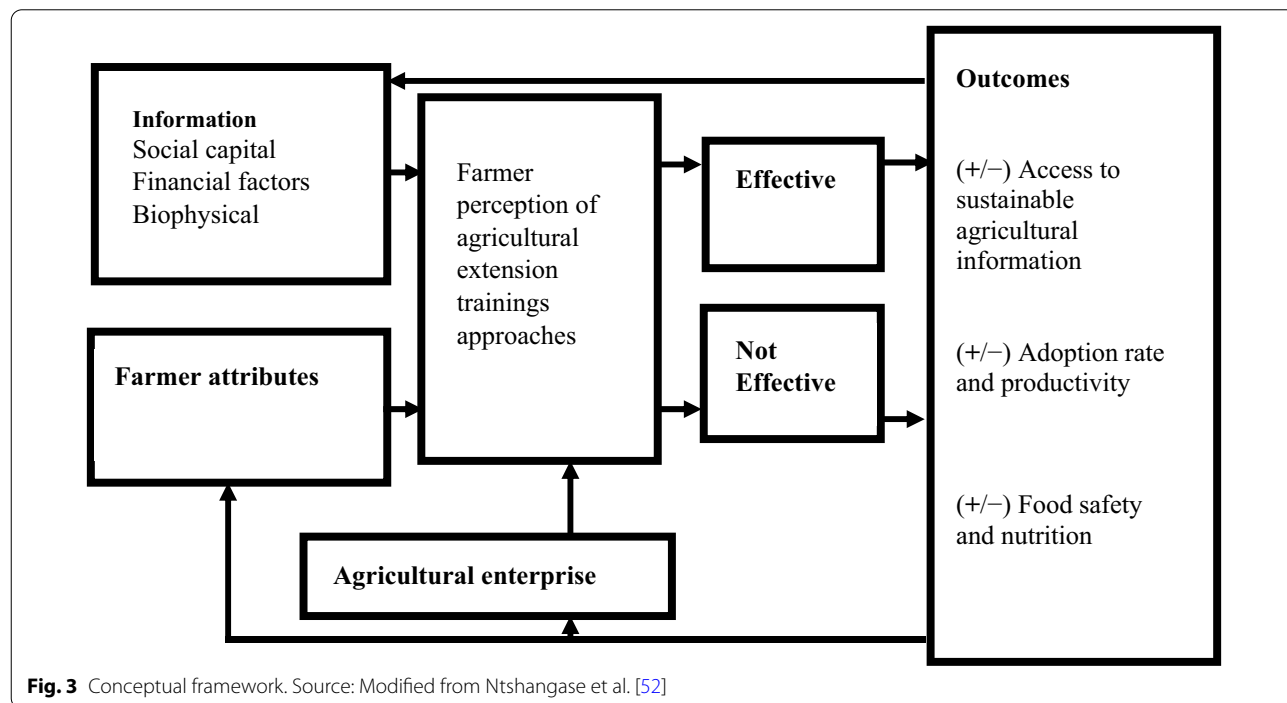 Information
Social capital
Financial factors
Biophysical
Farmer attributes
Farmer
perception of
agricultural
extension
trainings
approaches
Agricultural enterprise
Effective
Not
Effective
Outcomes
(+/−) Access to
sustainable
agricultural
information
(+/−) Adoption rate
and productivity
(+/−) Food safety
and nutrition
Fig. 3 Conceptual framework. Source: Modified from Ntshangase et al. [52]